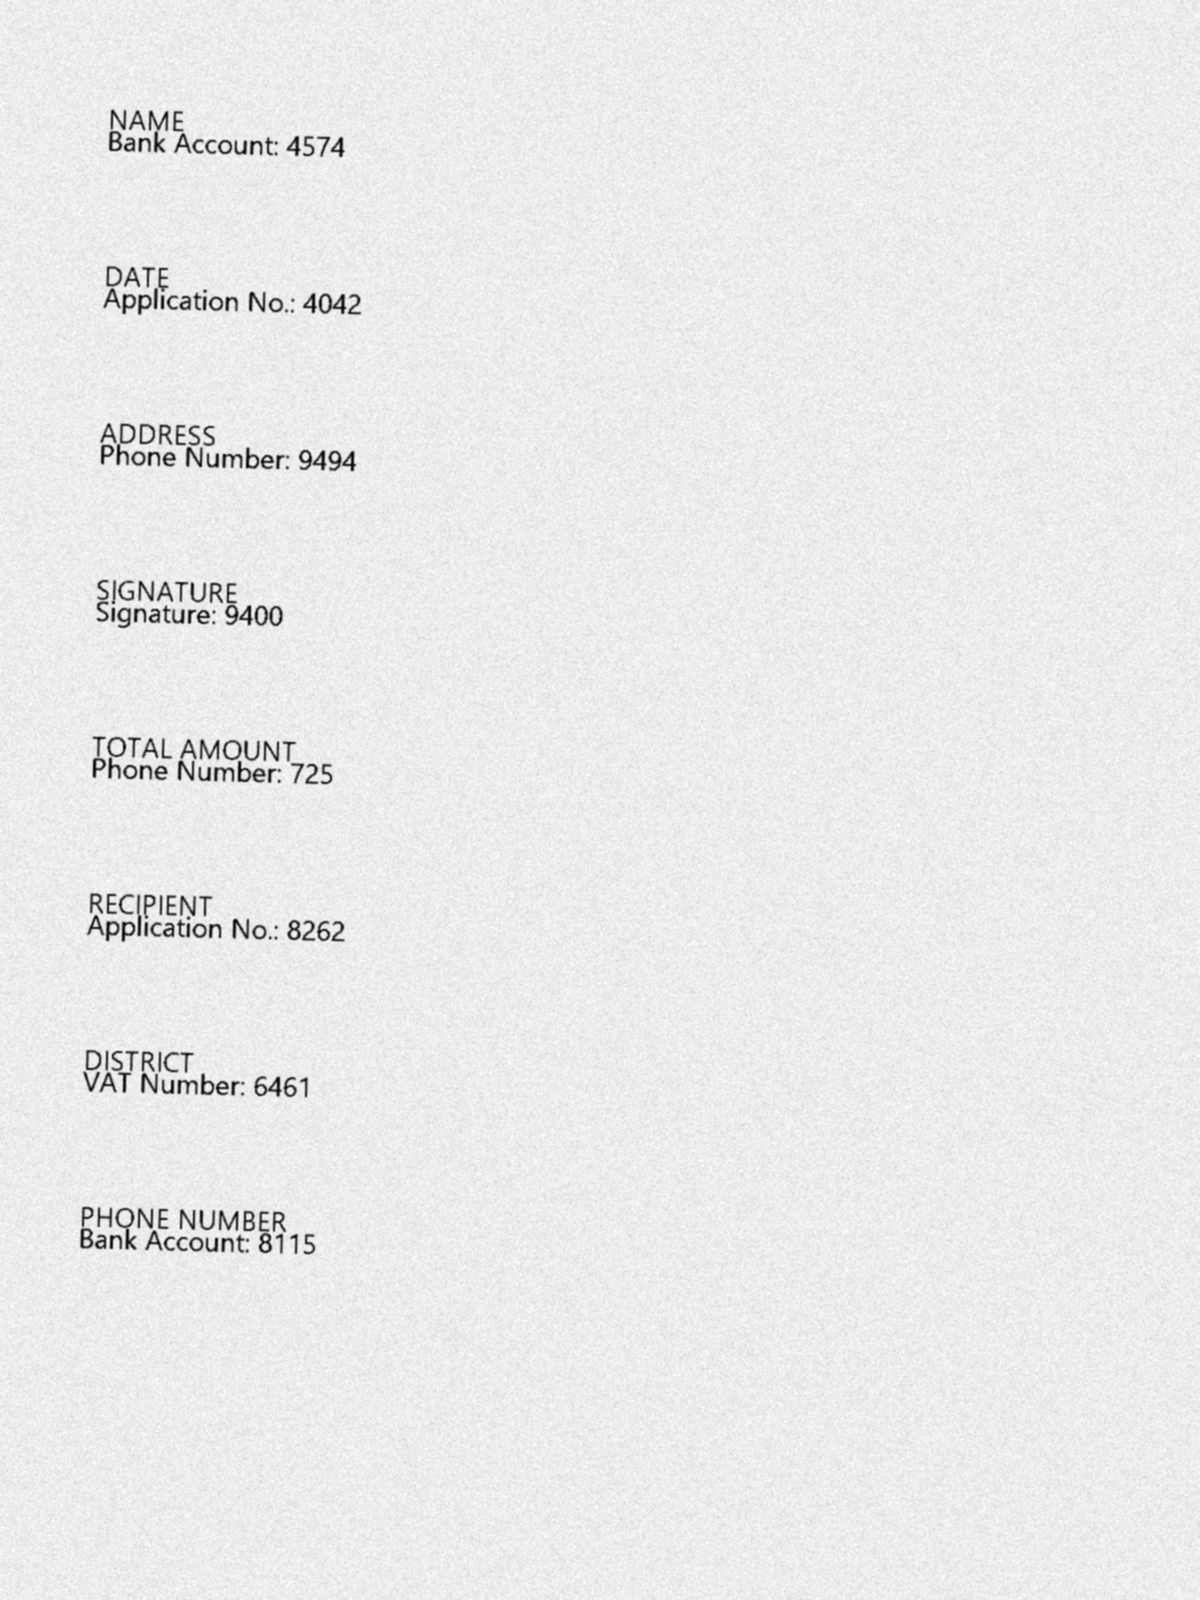 NAME
Bank Account: 4574
DATE
Application No.: 4042
ADDRESS
Phone Number: 9494
SIGNATURE
Signature: 9400
TOTAL AMOUNT
Phone Number: 725
RECIPIENT
Application No.: 8262
DISTRICT
VAT Number: 6461
PHONE NUMBER
Bank Account: 8115